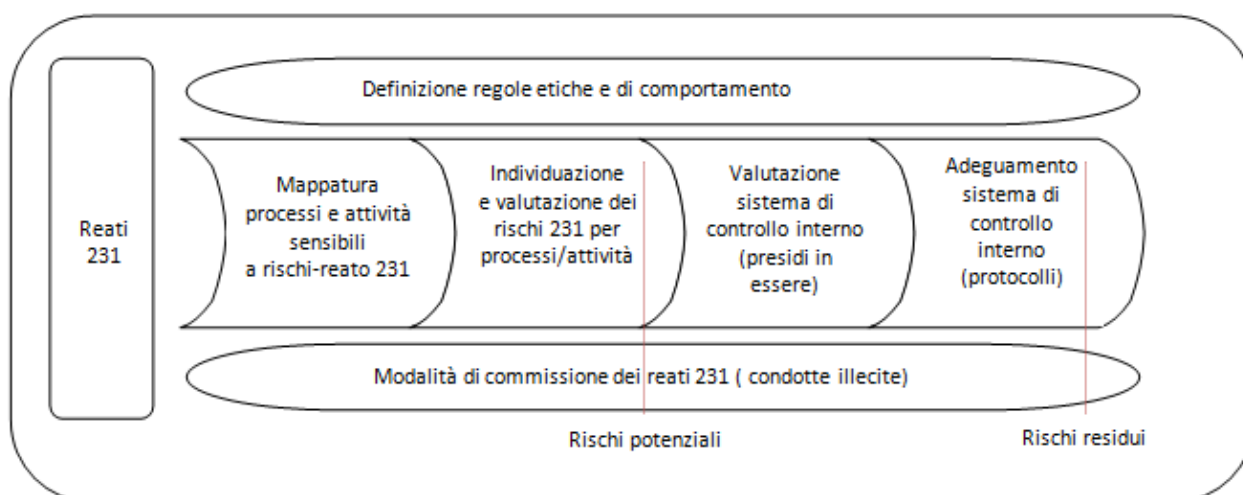 Reati
231
Definizione regole etiche e di comportamento
Mappatura
processi e attività
sensibili
a rischi-reato 231
Individuazione
e valutazione dei
rischi 231 per
processi/attività
Valutazione
sistema di
controllo interno
(presidi in
essere)
Adeguamento
sistema di
controllo
interno
(protocolli)
Modalità di commissione dei reati 231 ( condotte illecite)
Rischi potenziali
Rischi residui